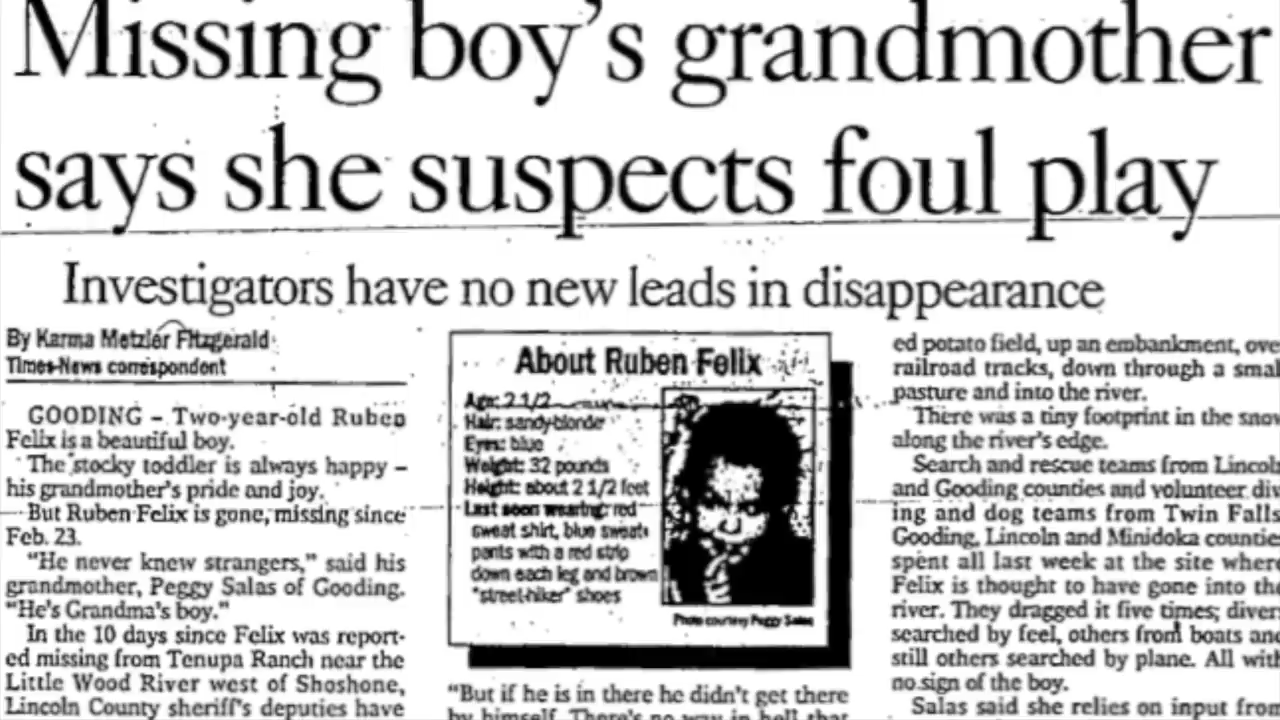 Missing boy's grandmother
says she suspects foul play
Investigators have no new leads in disappearance
By Karma Metzler Fitzgerald
Times-News correspondent
GOODING – Two-year-old Ruben
Felix is a beautiful boy.
The stocky toddler is always happy –
his grandmother's pride and joy.
But Ruben Felix is gone, missing since
Feb. 23.
"He never knew strangers," said his
grandmother, Peggy Salas of Gooding.
"He's Grandma's boy."
In the 10 days since Felix was report-
ed missing from Tenupa Ranch near the
Little Wood River west of Shoshone,
Lincoln County sheriff's deputies have
About Ruben Felix
Age: 2 1/2
Hair: sandy-blonde
Eyes: blue
Weight: 32 pounds
Height: about 2 1/2 feet
Last seen wearing: red
sweat shirt, blue sweat
pants with a red strip
down each leg and brown
"street-hiker" shoes
Photo courtesy Peggy Salas
"But if he is in there he didn't get there
by himself. There's no way in hell that
ed potato field, up an embankment, ove
railroad tracks, down through a smal
pasture and into the river.
There was a tiny footprint in the snow
along the river's edge.
Search and rescue teams from Lincoln
and Gooding counties and volunteer div
ing and dog teams from Twin Falls,
Gooding, Lincoln and Minidoka countie
spent all last week at the site where
Felix is thought to have gone into the
river. They dragged it five times; divers
searched by feel, others from boats and
still others searched by plane. All with
no sign of the boy.
Salas said she relies on input from